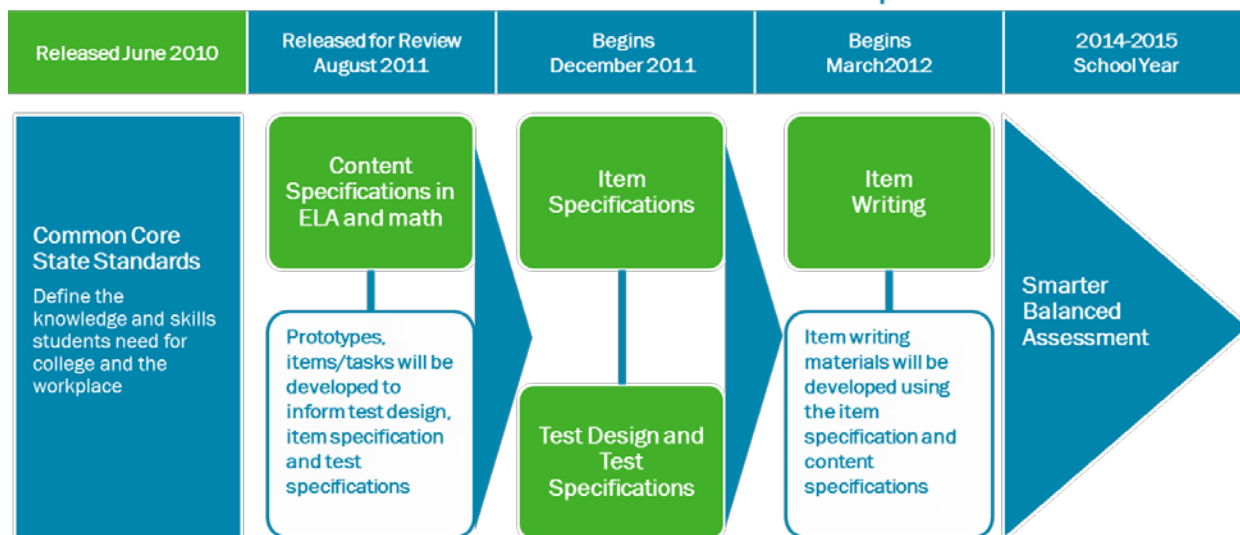 Released June 2010
Released for Review
August 2011
Begins
December 2011
Begins
March2012
2014-2015
School Year
Common Core
State Standards
Define the
knowledge and skills
students need for
college and the
workplace
Content
Specifications in
ELA and math
Prototypes,
items/tasks will be
developed to
inform test design,
item specification
and test
specifications
Item
Specifications
Test Design and
Test
Specifications
Item
Writing
Item writing
materials will be
developed using
the item
specification and
content
specifications
Smarter
Balanced
Assessment